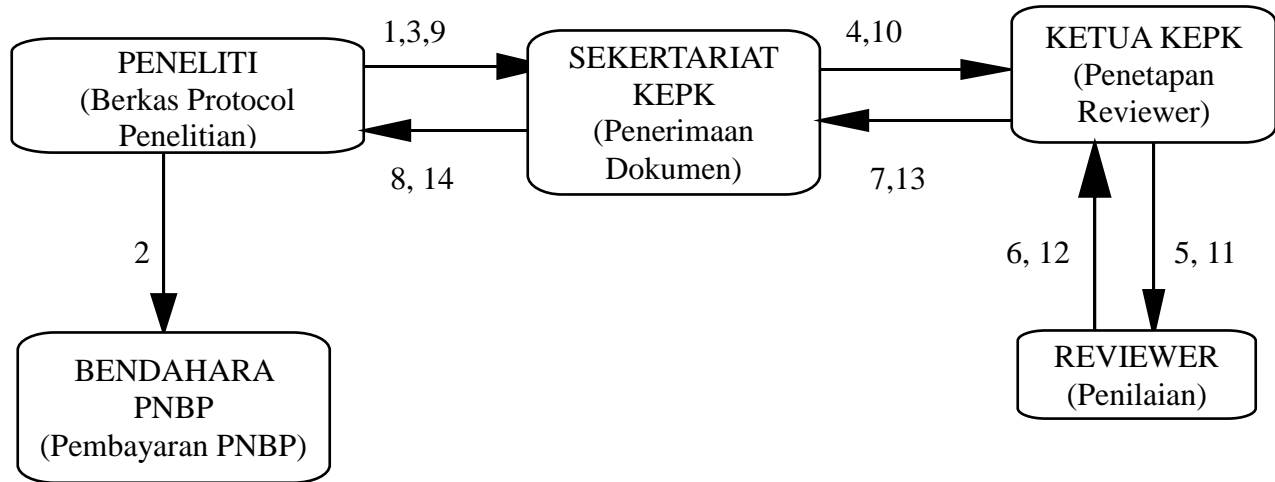 PENELITI
(Berkas Protocol
Penelitian)
1,3,9
8, 14
SEKERTARIAT
KEPK
(Penerimaan
Dokumen)
4,10
7,13
KETUA KEPK
(Penetapan
Reviewer)
2
6, 12
5, 11
BENDAHARA
PNBP
(Pembayaran PNBP)
REVIEWER
(Penilaian)